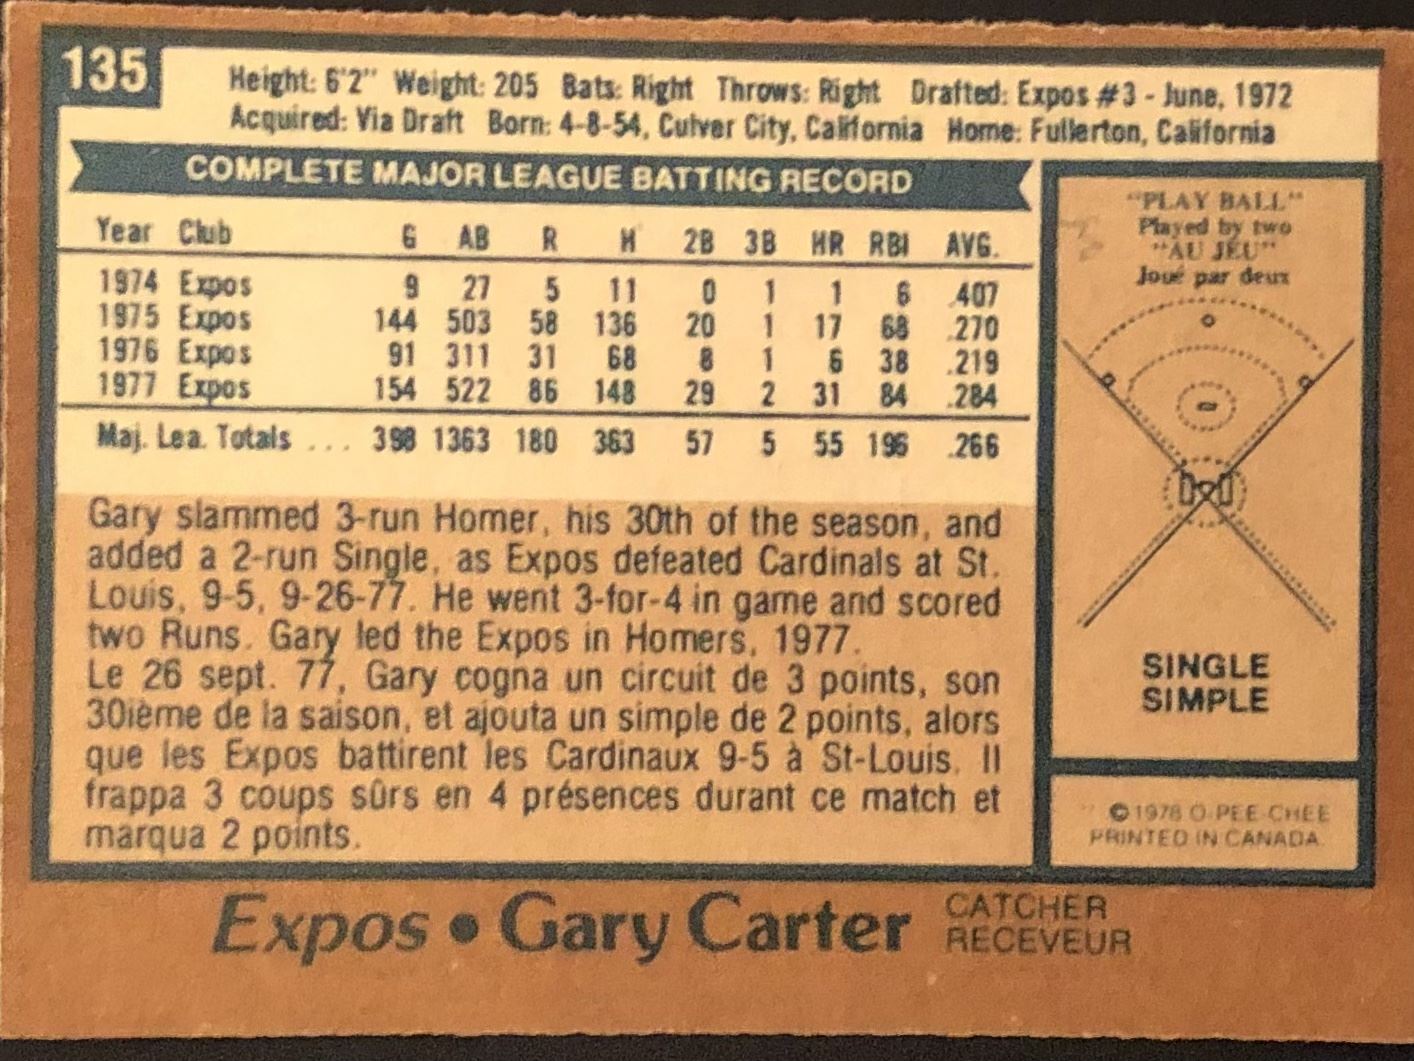 135
Height: 6'2" Weight: 205 Bats: Right Throws: Right Drafted: Expos #3 - June, 1972
Acquired: Via Draft Born: 4-8-54, Culver City, California Home: Fullerton, California
COMPLETE MAJOR LEAGUE BATTING RECORD
Year Club G AB R H 2B 3B HR RBI AVG.
1974 Expos 9 27 5 11 0 1 1 6 .407
1975 Expos 144 503 58 136 20 1 17 68 .270
1976 Expos 91 311 31 68 8 1 6 38 .219
1977 Expos 154 522 86 148 29 2 31 84 .284
Maj. Lea. Totals ... 398 1363 180 363 57 5 55 196 .266
Gary slammed 3-run Homer, his 30th of the season, and
added a 2-run Single, as Expos defeated Cardinals at St.
Louis, 9-5, 9-26-77. He went 3-for-4 in game and scored
two Runs. Gary led the Expos in Homers, 1977.
Le 26 sept. 77, Gary cogna un circuit de 3 points, son
30ième de la saison, et ajouta un simple de 2 points, alors
que les Expos battirent les Cardinaux 9-5 à St-Louis. Il
frappa 3 coups sûrs en 4 présences durant ce match et
marqua 2 points.
"PLAY BALL"
Played by two
"AU JEU"
Joué par deux
SINGLE
SIMPLE
©1978 O-PEE-CHEE
PRINTED IN CANADA
Expos • Gary Carter
CATCHER
RECEVEUR